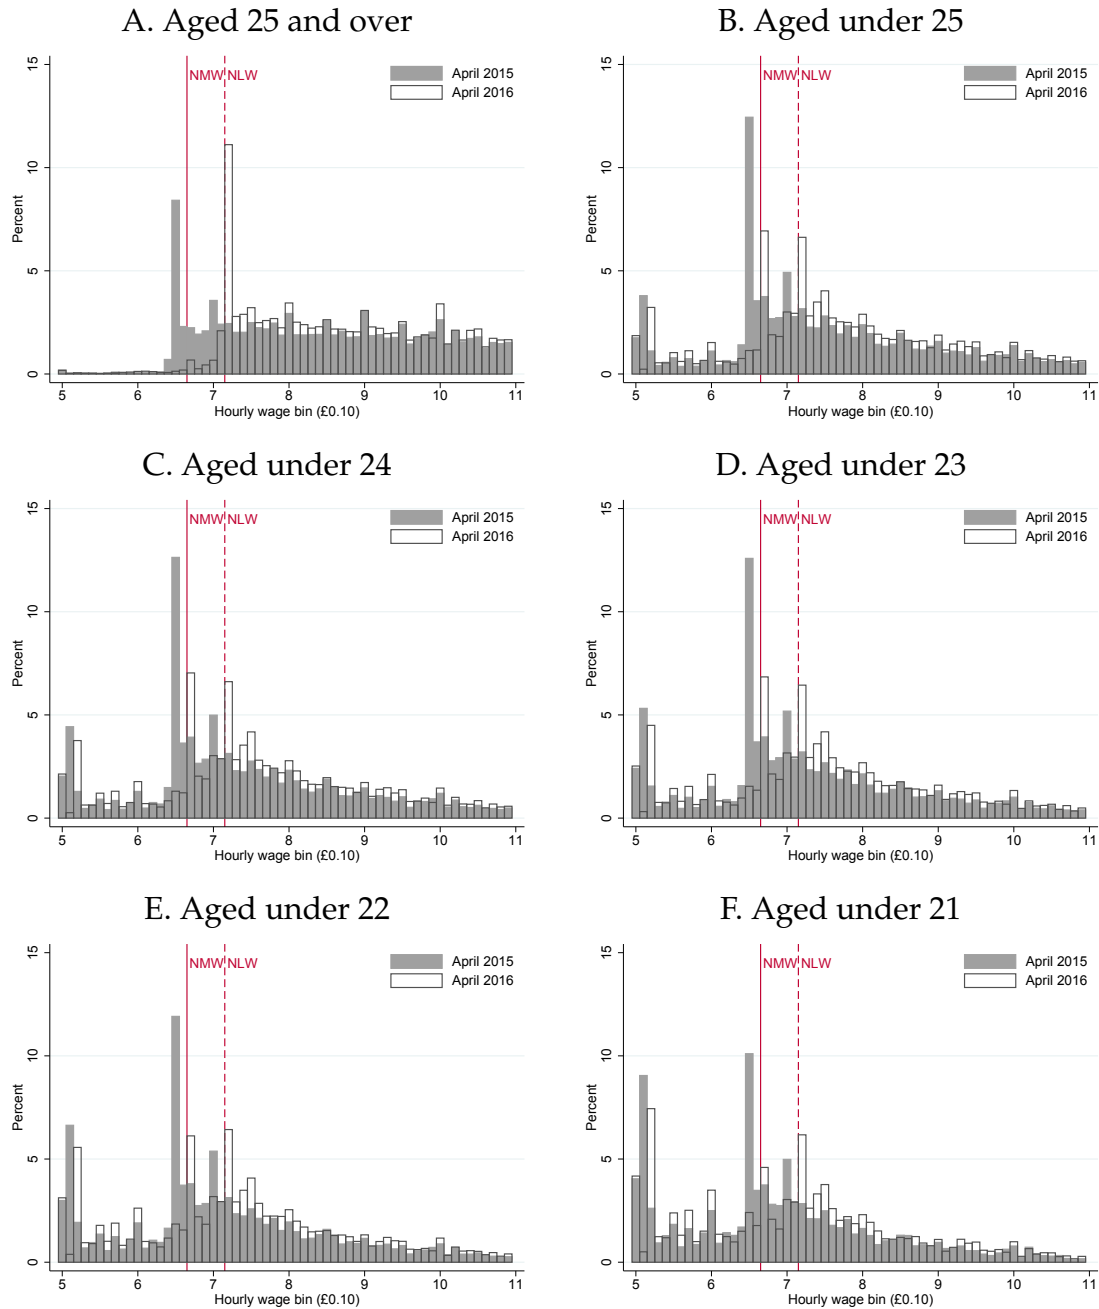 A. Aged 25 and over
15
10
5
0
Percent
NMW NLW
April 2015
April 2016
5 6 7 8 9 10 11
Hourly wage bin (£0.10)
B. Aged under 25
15
10
5
0
Percent
NMW NLW
April 2015
April 2016
5 6 7 8 9 10 11
Hourly wage bin (£0.10)
C. Aged under 24
15
10
5
0
Percent
NMW NLW
April 2015
April 2016
5 6 7 8 9 10 11
Hourly wage bin (£0.10)
D. Aged under 23
15
10
5
0
Percent
NMW NLW
April 2015
April 2016
5 6 7 8 9 10 11
Hourly wage bin (£0.10)
E. Aged under 22
15
10
5
0
Percent
NMW NLW
April 2015
April 2016
5 6 7 8 9 10 11
Hourly wage bin (£0.10)
F. Aged under 21
15
10
5
0
Percent
NMW NLW
April 2015
April 2016
5 6 7 8 9 10 11
Hourly wage bin (£0.10)